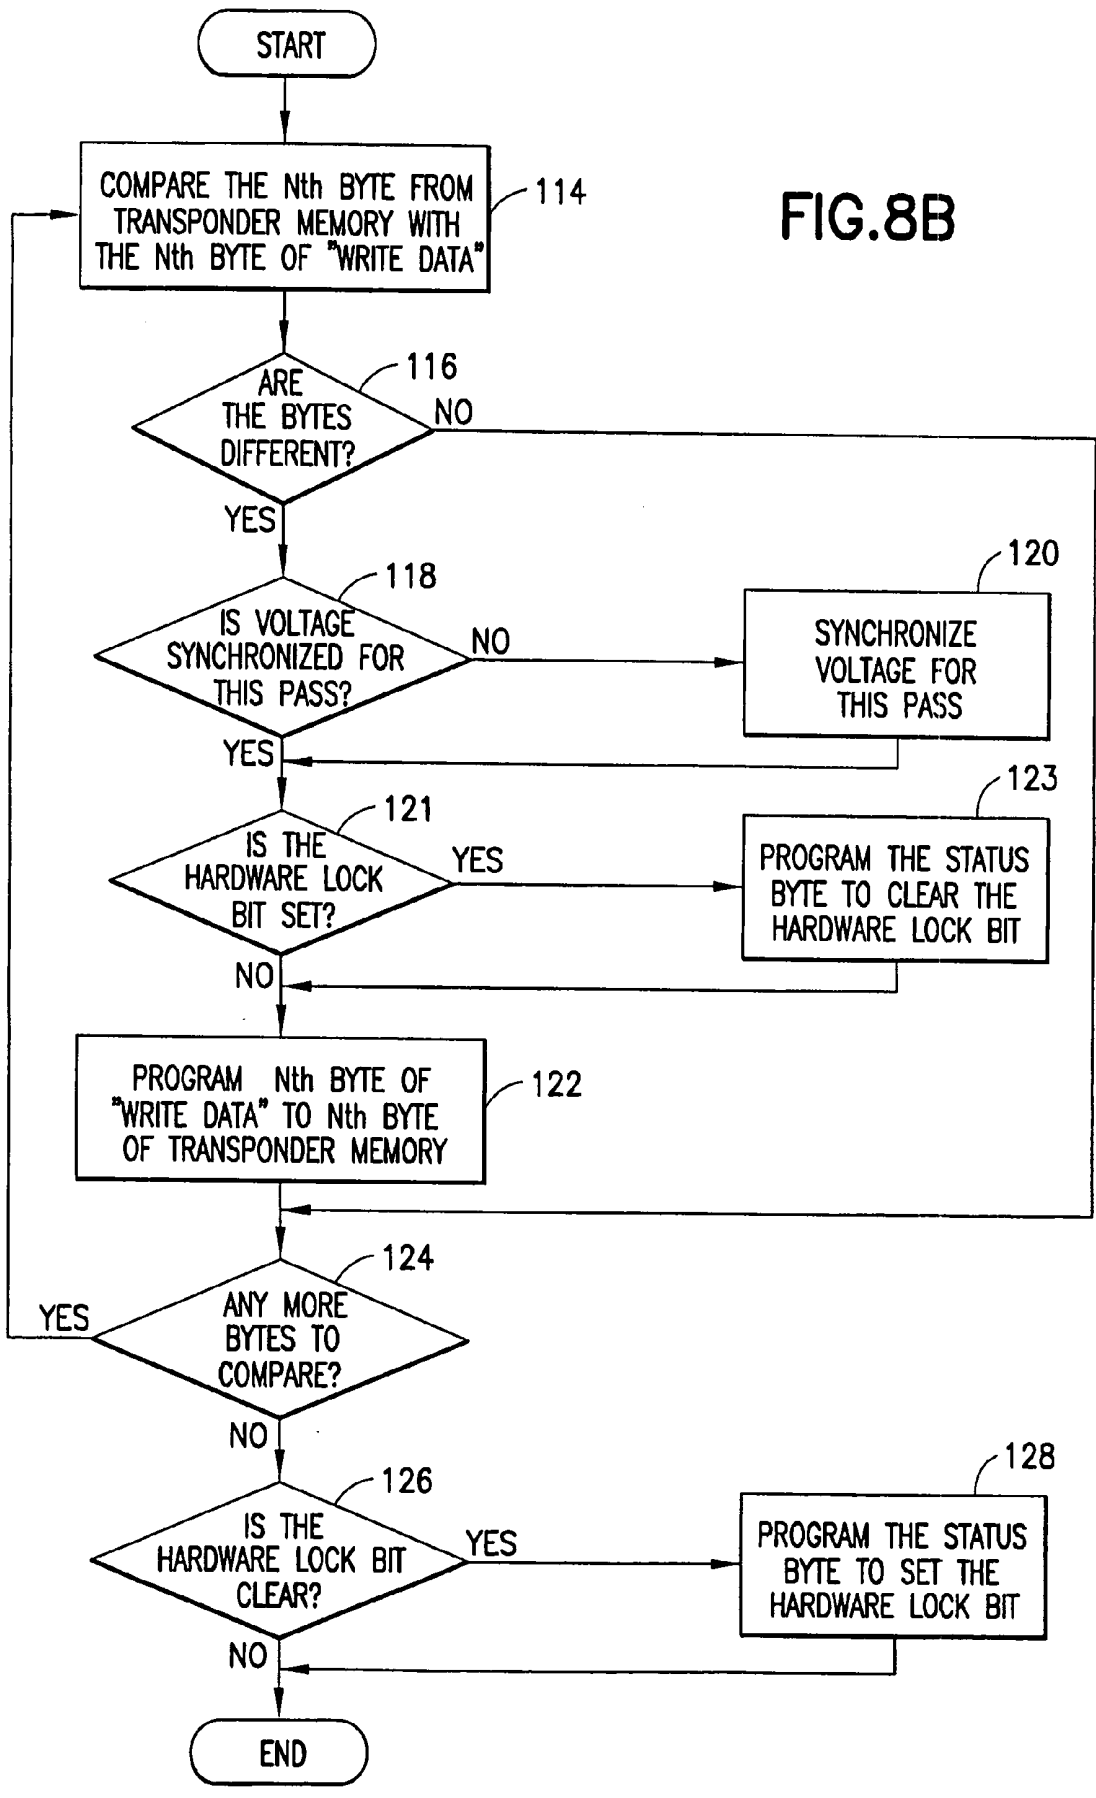 START
COMPARE THE Nth BYTE FROM
TRANSPONDER MEMORY WITH
THE Nth BYTE OF "WRITE DATA"
114
FIG.8B
ARE
THE BYTES
DIFFERENT?
116
NO
YES
IS VOLTAGE
SYNCHRONIZED FOR
THIS PASS?
118
NO
SYNCHRONIZE
VOLTAGE FOR
THIS PASS
120
YES
IS THE
HARDWARE LOCK
BIT SET?
121
YES
PROGRAM THE STATUS
BYTE TO CLEAR THE
HARDWARE LOCK BIT
123
NO
PROGRAM Nth BYTE OF
"WRITE DATA" TO Nth BYTE
OF TRANSPONDER MEMORY
122
ANY MORE
BYTES TO
COMPARE?
124
YES
NO
IS THE
HARDWARE LOCK BIT
CLEAR?
126
YES
PROGRAM THE STATUS
BYTE TO SET THE
HARDWARE LOCK BIT
128
NO
END